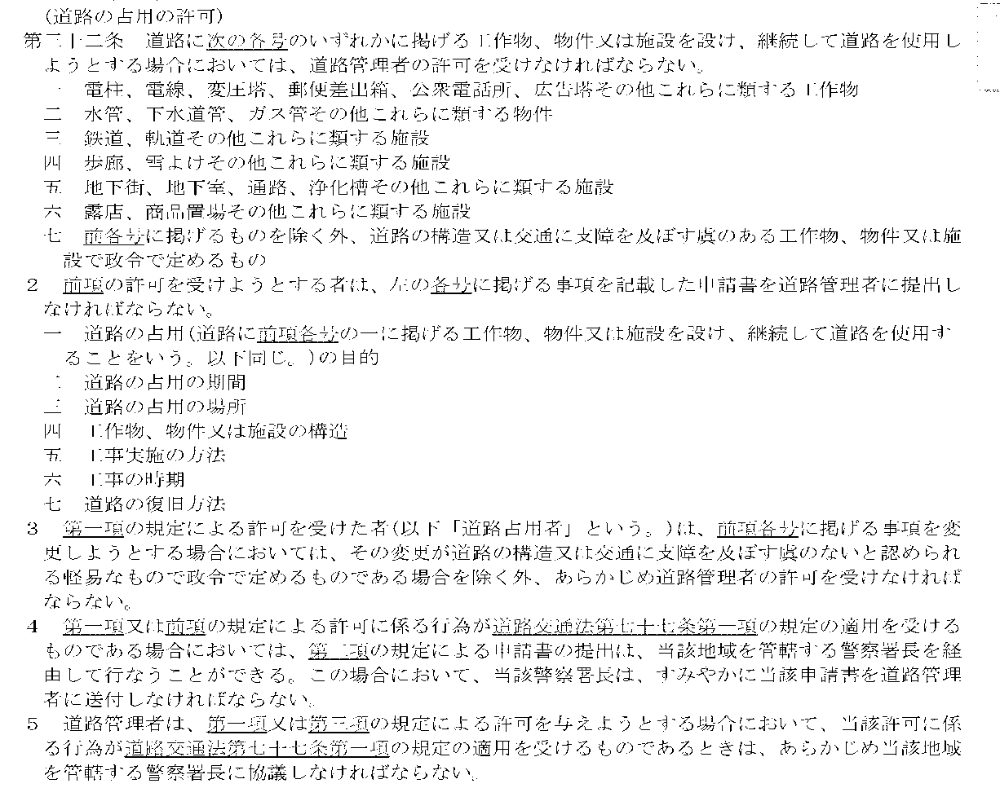 (道路の占用の許可)
第三十二条　道路に次の各号のいずれかに掲げる工作物、物件又は施設を設け、継続して道路を使用し
ようとする場合においては、道路管理者の許可を受けなければならない。
一　電柱、電線、変圧塔、郵便差出箱、公衆電話所、広告塔その他これらに類する工作物
二　水管、下水道管、ガス管その他これらに類する物件
三　鉄道、軌道その他これらに類する施設
四　歩廊、雪よけその他これらに類する施設
五　地下街、地下室、通路、浄化槽その他これらに類する施設
六　露店、商品置場その他これらに類する施設
七　前各号に掲げるものを除く外、道路の構造又は交通に支障を及ぼす虞のある工作物、物件又は施
設で政令で定めるもの
2　前項の許可を受けようとする者は、左の各号に掲げる事項を記載した申請書を道路管理者に提出し
なければならない。
一　道路の占用(道路に前項各号の一に掲げる工作物、物件又は施設を設け、継続して道路を使用す
ることをいう。以下同じ。)の目的
二　道路の占用の期間
三　道路の占用の場所
四　工作物、物件又は施設の構造
五　工事実施の方法
六　工事の時期
七　道路の復旧方法
3　第一項の規定による許可を受けた者(以下「道路占用者」という。)は、前項各号に掲げる事項を変
更しようとする場合においては、その変更が道路の構造又は交通に支障を及ぼす虞のないと認められ
る軽易なもので政令で定めるものである場合を除く外、あらかじめ道路管理者の許可を受けなければ
ならない。
4　第一項又は前項の規定による許可に係る行為が道路交通法第七十七条第一項の規定の適用を受ける
ものである場合においては、第二項の規定による申請書の提出は、当該地域を管轄する警察署長を経
由して行なうことができる。この場合において、当該警察署長は、すみやかに当該申請書を道路管理
者に送付しなければならない。
5　道路管理者は、第一項又は第三項の規定による許可を与えようとする場合において、当該許可に係
る行為が道路交通法第七十七条第一項の規定の適用を受けるものであるときは、あらかじめ当該地域
を管轄する警察署長に協議しなければならない。